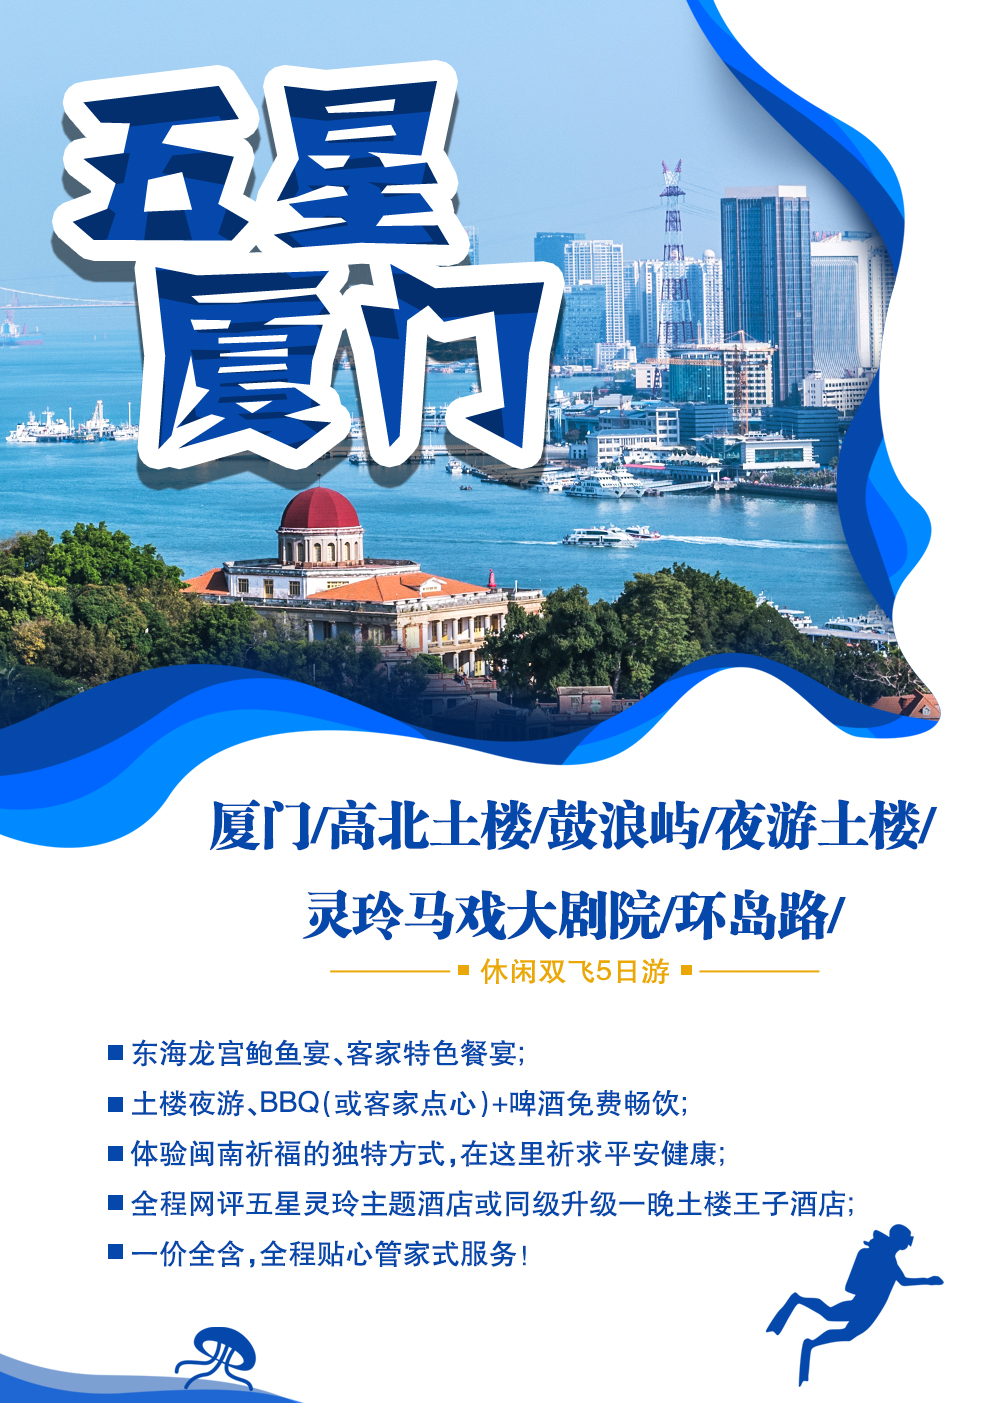 五星
厦门
厦门/高北土楼/鼓浪屿/夜游土楼/
灵玲马戏大剧院/环岛路/
休闲双飞5日游
东海龙宫鲍鱼宴、客家特色餐宴;
土楼夜游、BBQ(或客家点心)+啤酒免费畅饮;
体验闽南祈福的独特方式,在这里祈求平安健康;
全程网评五星灵玲主题酒店或同级升级一晚土楼王子酒店;
一价全含,全程贴心管家式服务!